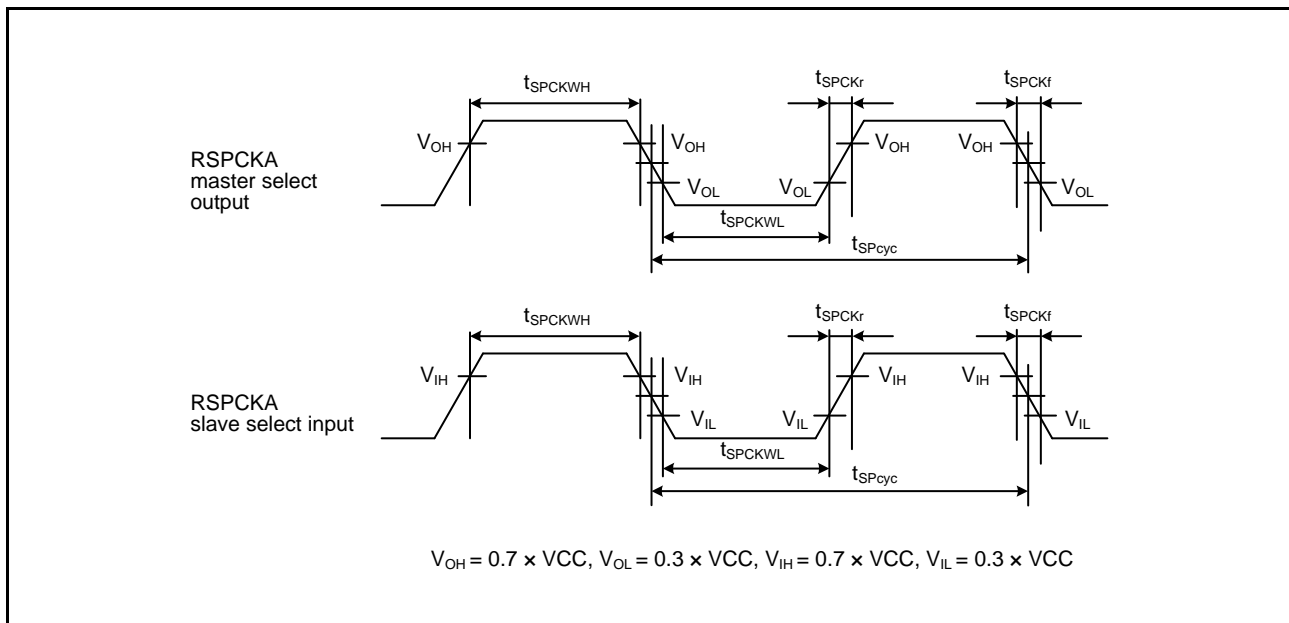 tSPCKWH tSPCKr tSPCKf
VOH VOH VOH VOH
RSPCKA
master select
output
VOL VOL VOL
tSPCKWL
tSPcyc
tSPCKWH tSPCKr tSPCKf
VIH VIH VIH VIH
RSPCKA
slave select input
VIL VIL VIL
tSPCKWL
tSPcyc
VOH = 0.7 × VCC, VOL = 0.3 × VCC, VIH = 0.7 × VCC, VIL = 0.3 × VCC